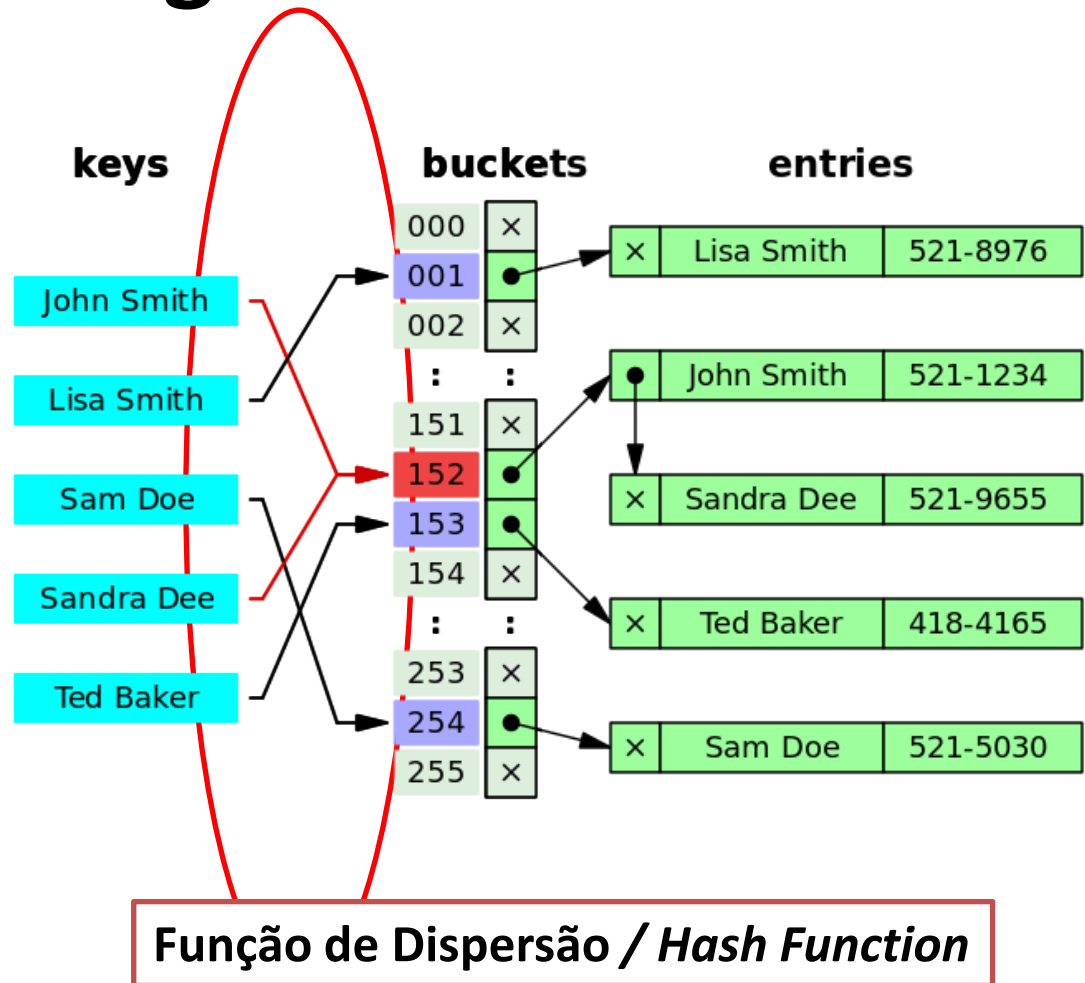 g
keys
buckets
entries
John Smith
Lisa Smith
Sam Doe
Sandra Dee
Ted Baker
000 ×
001
002 ×
: :
151 ×
152
153
154 ×
: :
253 ×
254
255 ×
× Lisa Smith 521-8976
John Smith 521-1234
× Sandra Dee 521-9655
× Ted Baker 418-4165
× Sam Doe 521-5030
Função de Dispersão / Hash Function